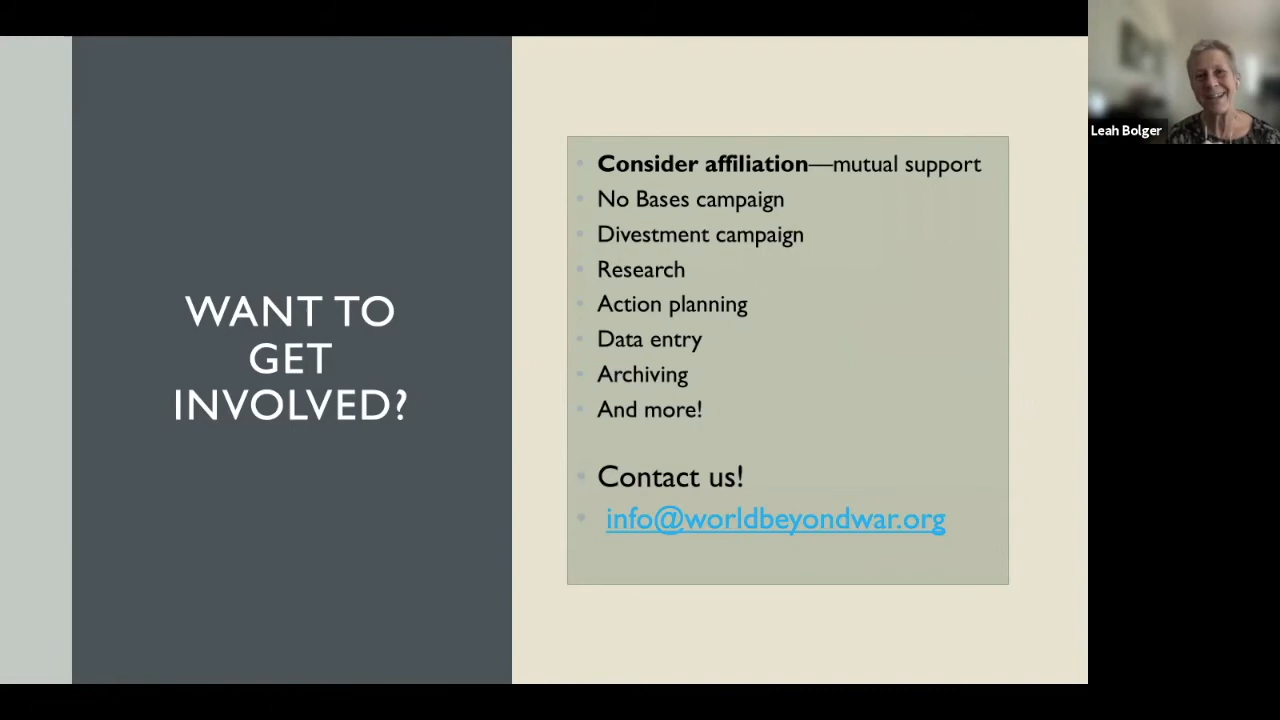 WANT TO
GET
INVOLVED?
Consider affiliation—mutual support
No Bases campaign
Divestment campaign
Research
Action planning
Data entry
Archiving
And more!
Contact us!
info@worldbeyondwar.org
Leah Bolger